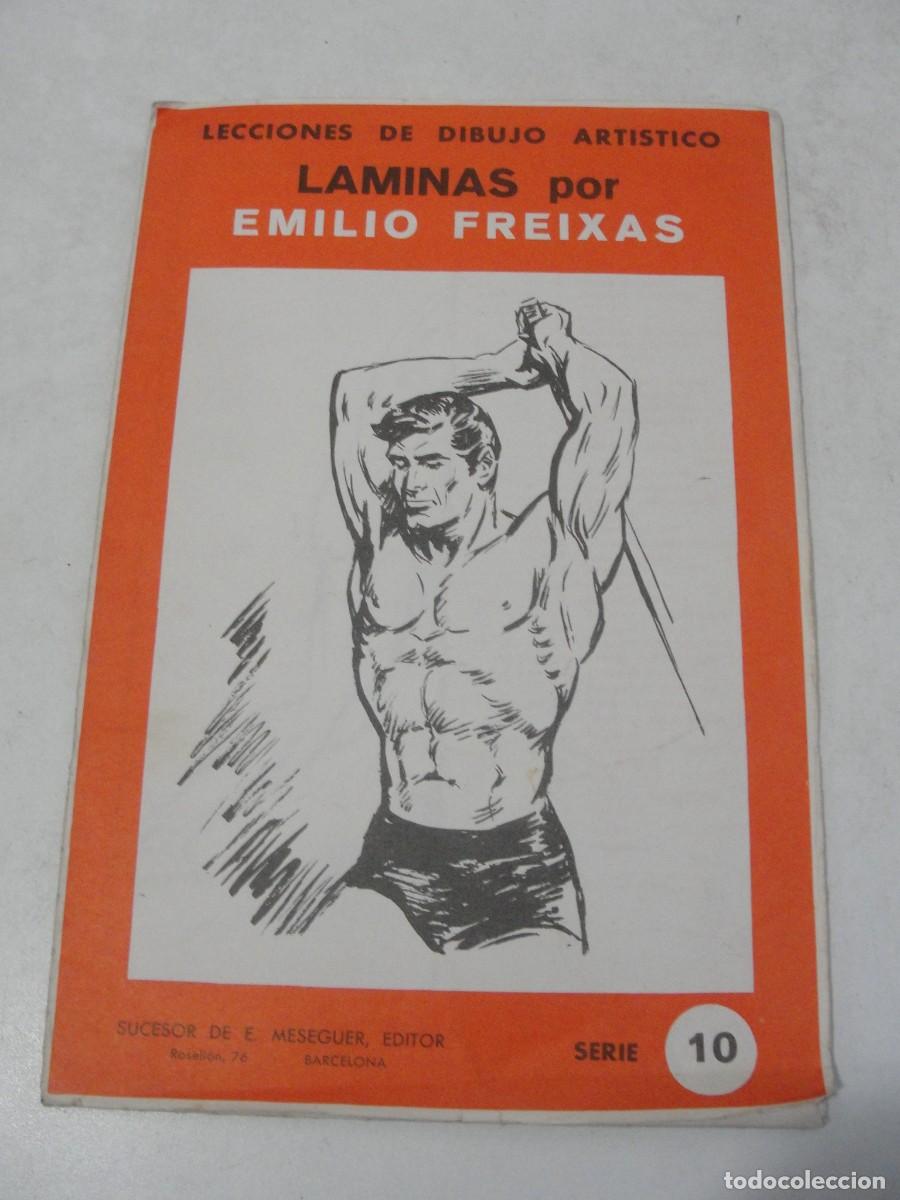 LECCIONES DE DIBUJO ARTISTICO
LAMINAS por
EMILIO FREIXAS
SUCESOR DE E. MESEGUER, EDITOR
Rosellón, 76 BARCELONA
SERIE 10
todocoleccion